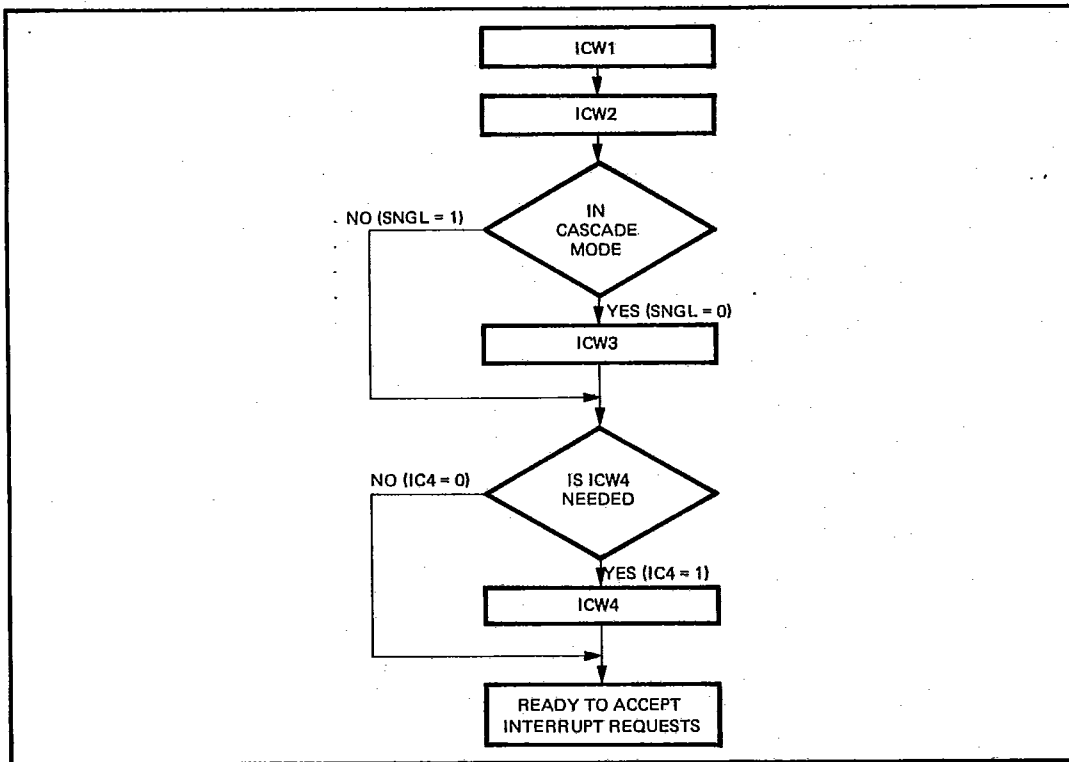 ICW1
ICW2
IN
CASCADE
MODE
NO (SNGL = 1)
YES (SNGL = 0)
ICW3
IS ICW4
NEEDED
NO (IC4 = 0)
YES (IC4 = 1)
ICW4
READY TO ACCEPT
INTERRUPT REQUESTS